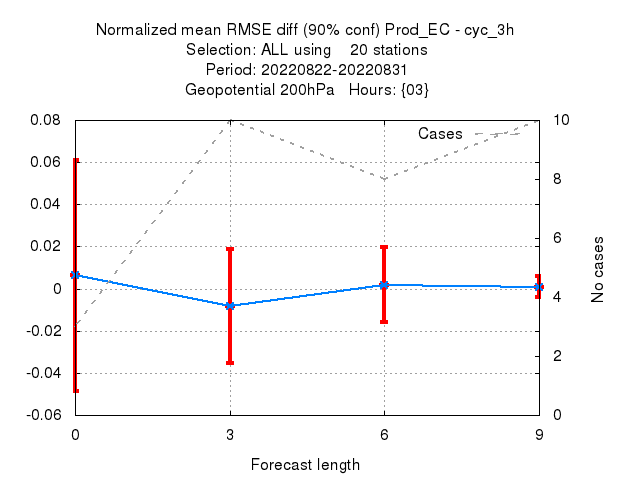 Normalized mean RMSE diff (90% conf) Prod_EC - cyc_3h
Selection: ALL using    20 stations
Period: 20220822-20220831
Geopotential 200hPa   Hours: {03}
0.08
0.06
0.04
0.02
0
-0.02
-0.04
-0.06
Cases
10
8
6
4
2
0
No cases
0 3 6 9
Forecast length